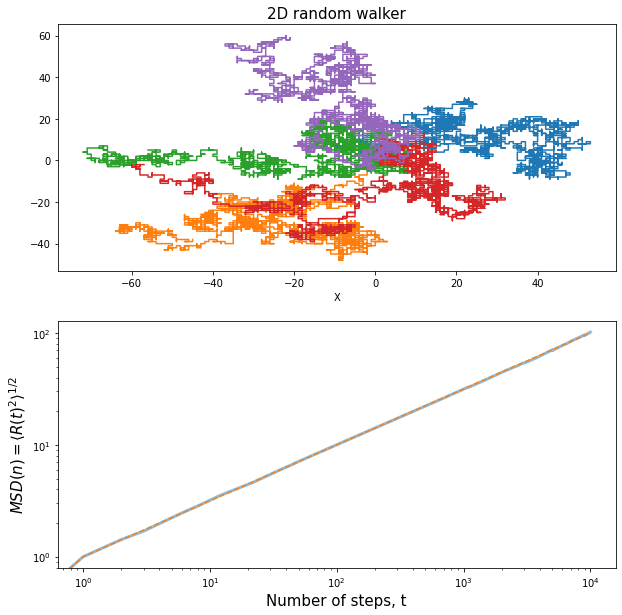 2D random walker
60
40
20
0
−20
−40
−60 −40 −20 0 20 40
X
MSD(n) = ⟨R(t)²⟩^{1/2}
10²
10¹
10⁰
10⁰ 10¹ 10² 10³ 10⁴
Number of steps, t